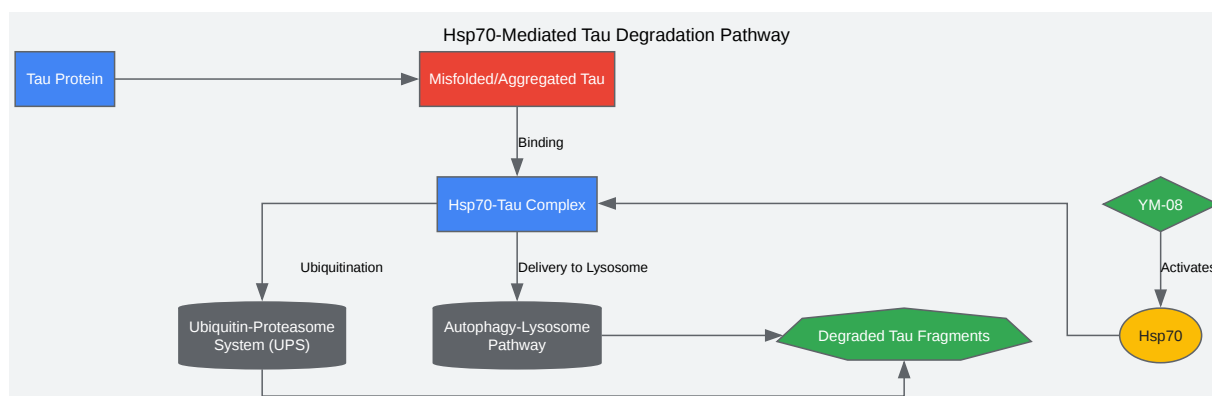 Hsp70-Mediated Tau Degradation Pathway
Tau Protein
Misfolded/Aggregated Tau
Binding
Hsp70-Tau Complex
YM-08
Ubiquitination
Delivery to Lysosome
Activates
Ubiquitin-Proteasome
System (UPS)
Autophagy-Lysosome
Pathway
Degraded Tau Fragments
Hsp70